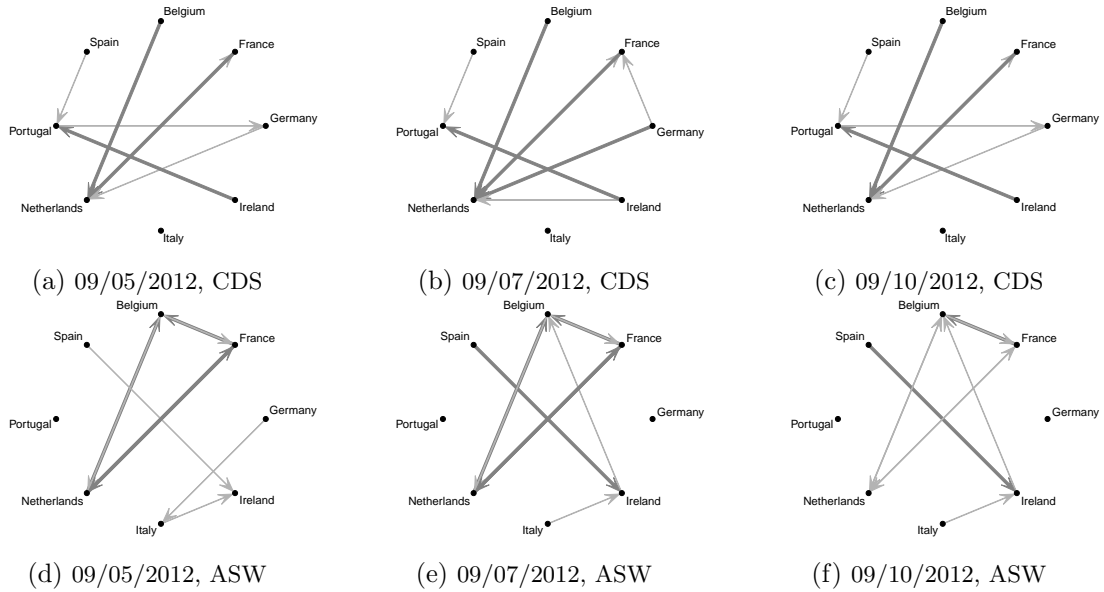 Belgium
Spain
France
Portugal
Germany
Netherlands
Ireland
Italy
(a) 09/05/2012, CDS
Belgium
Spain
France
Portugal
Germany
Netherlands
Ireland
Italy
(b) 09/07/2012, CDS
Belgium
Spain
France
Portugal
Germany
Netherlands
Ireland
Italy
(c) 09/10/2012, CDS
Belgium
Spain
France
Portugal
Germany
Netherlands
Ireland
Italy
(d) 09/05/2012, ASW
Belgium
Spain
France
Portugal
Germany
Netherlands
Ireland
Italy
(e) 09/07/2012, ASW
Belgium
Spain
France
Portugal
Germany
Netherlands
Ireland
Italy
(f) 09/10/2012, ASW